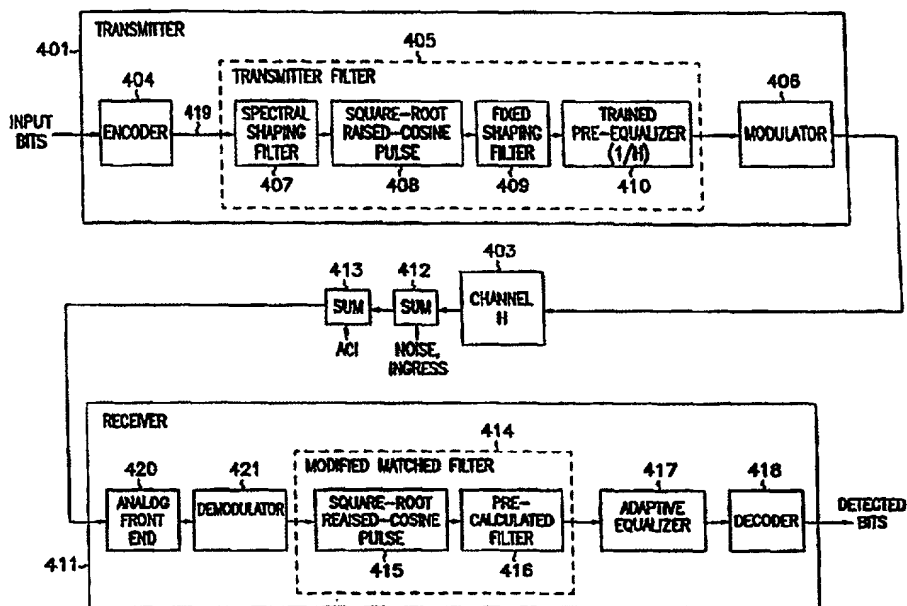 TRANSMITTER
401
405
TRANSMITTER FILTER
404
406
INPUT
BITS
ENCODER
419
SPECTRAL
SHAPING
FILTER
SQUARE-ROOT
RAISED-COSINE
PULSE
FIXED
SHAPING
FILTER
TRAINED
PRE-EQUALIZER
(1/H)
MODULATOR
407
408
409
410
403
413
412
SUM
SUM
CHANNEL
H
ACI
NOISE,
INGRESS
RECEIVER
414
420
421
MODIFIED MATCHED FILTER
417
418
ANALOG
FRONT
END
DEMODULATOR
SQUARE-ROOT
REAISED-COSINE
PULSE
PRE-
CALCULATED
FILTER
ADAPTIVE
EQUALIZER
DECODER
DETECTED
BITS
411
415
416